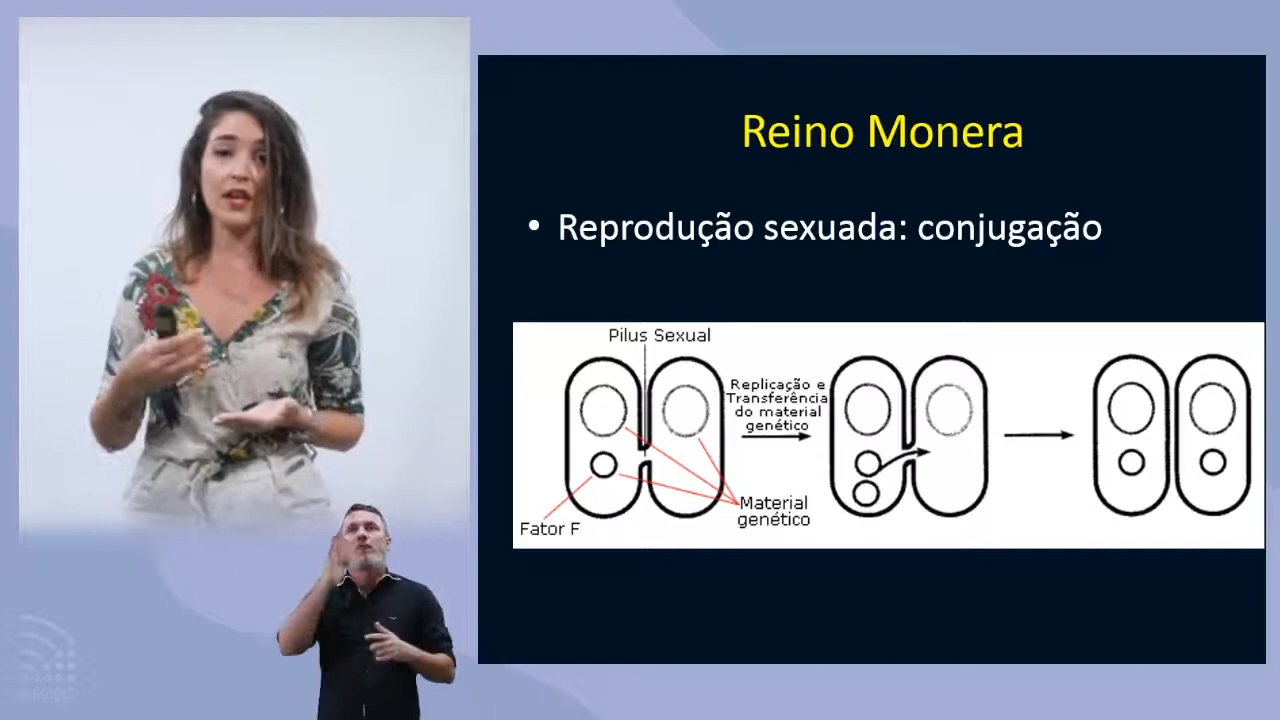 Reino Monera
• Reprodução sexuada: conjugação
Pilus Sexual
Replicação e
Transferência
do material
genético
Material
genético
Fator F